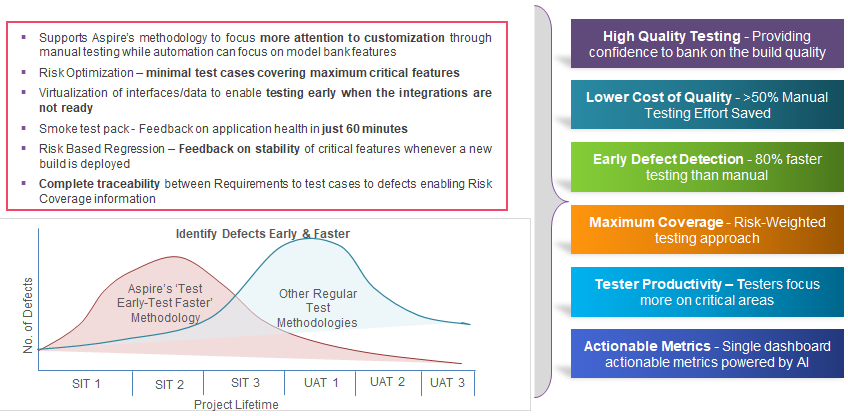 Supports Aspire's methodology to focus more attention to customization through
manual testing while automation can focus on model bank features
Risk Optimization – minimal test cases covering maximum critical features
Virtualization of interfaces/data to enable testing early when the integrations are
not ready
Smoke test pack - Feedback on application health in just 60 minutes
Risk Based Regression – Feedback on stability of critical features whenever a new
build is deployed
Complete traceability between Requirements to test cases to defects enabling Risk
Coverage information
Identify Defects Early & Faster
No. of Defects
Aspire's 'Test
Early-Test Faster'
Methodology
Other Regular
Test
Methodologies
SIT 1
SIT 2
SIT 3
UAT 1
UAT 2
UAT 3
Project Lifetime
High Quality Testing - Providing
confidence to bank on the build quality
Lower Cost of Quality - >50% Manual
Testing Effort Saved
Early Defect Detection - 80% faster
testing than manual
Maximum Coverage - Risk-Weighted
testing approach
Tester Productivity – Testers focus
more on critical areas
Actionable Metrics - Single dashboard
actionable metrics powered by AI